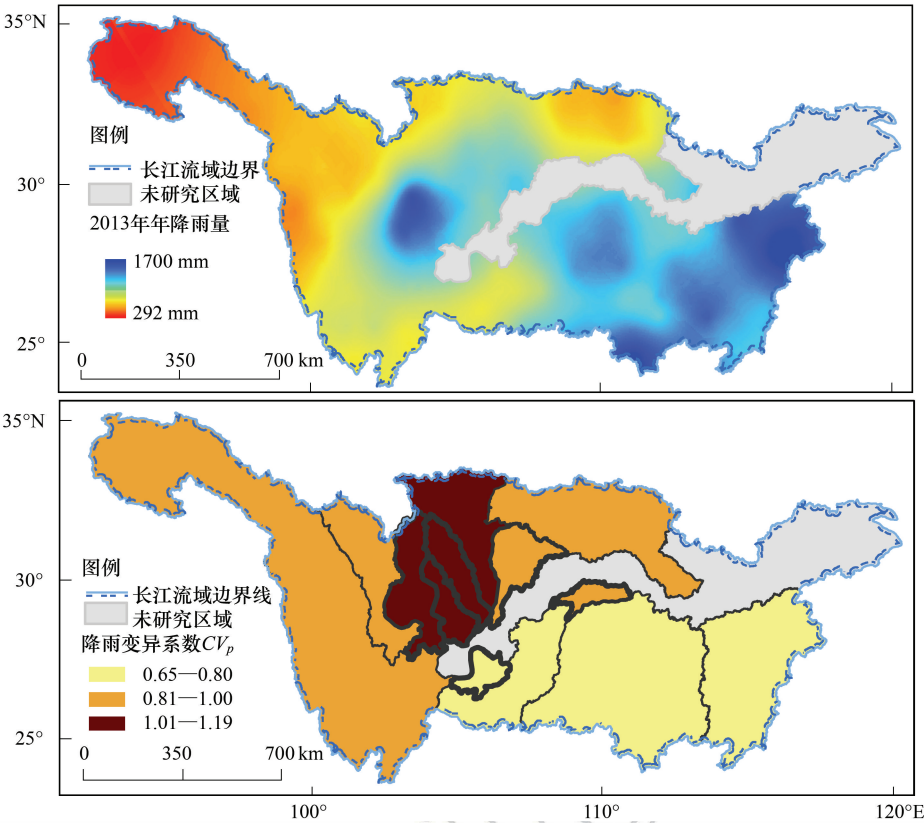 35°N
图例
长江流域边界
30°
未研究区域
2013年年降雨量
1700 mm
292 mm
25°
0 350 700 km
35°N
30°
图例
长江流域边界线
未研究区域
降雨变异系数CVp
0.65—0.80
0.81—1.00
1.01—1.19
25°
0 350 700 km
100° 110° 120°E